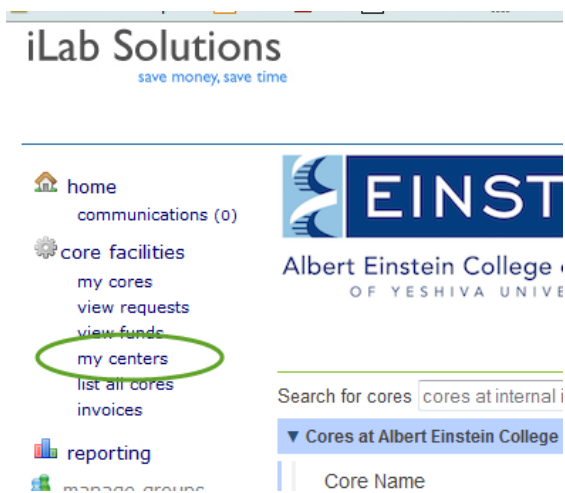 iLab Solutions
save money, save time
home
communications (0)
core facilities
my cores
view requests
view funds
my centers
list all cores
invoices
reporting
manage groups
EINST
Albert Einstein College
OF YESHIVA UNIVE
Search for cores cores at internal i
Cores at Albert Einstein College
Core Name